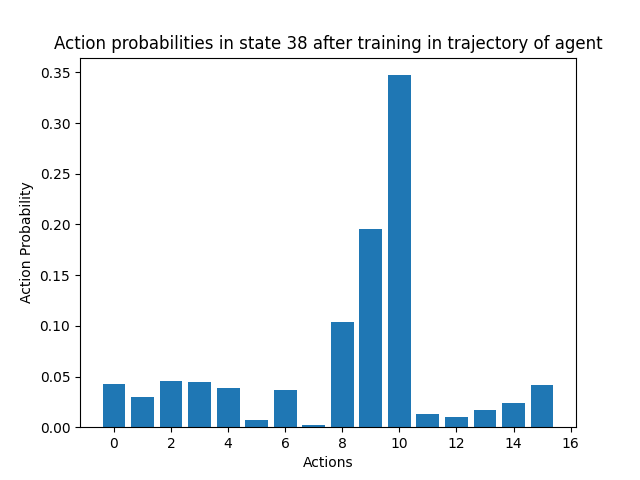 Action probabilities in state 38 after training in trajectory of agent
0.35
0.30
0.25
0.20
0.15
0.10
0.05
0.00
Action Probability
0 2 4 6 8 10 12 14 16
Actions